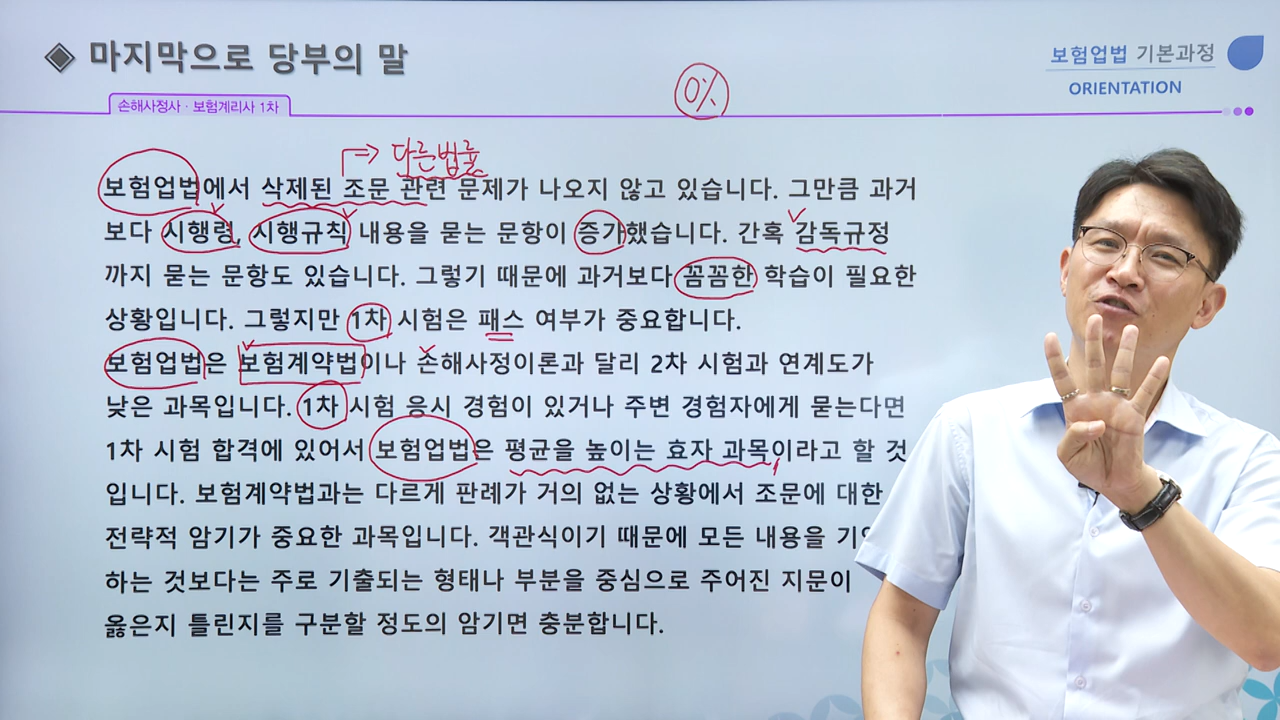 ◈ 마지막으로 당부의 말
보험업법 기본과정
ORIENTATION
손해사정사 · 보험계리사 1차
0%
다른법률
보험업법에서 삭제된 조문 관련 문제가 나오지 않고 있습니다. 그만큼 과거
보다 시행령, 시행규칙 내용을 묻는 문항이 증가했습니다. 간혹 감독규정
까지 묻는 문항도 있습니다. 그렇기 때문에 과거보다 꼼꼼한 학습이 필요한
상황입니다. 그렇지만 1차 시험은 패스 여부가 중요합니다.
보험업법은 보험계약법이나 손해사정이론과 달리 2차 시험과 연계도가
낮은 과목입니다. 1차 시험 응시 경험이 있거나 주변 경험자에게 묻는다면
1차 시험 합격에 있어서 보험업법은 평균을 높이는 효자 과목이라고 할 것
입니다. 보험계약법과는 다르게 판례가 거의 없는 상황에서 조문에 대한
전략적 암기가 중요한 과목입니다. 객관식이기 때문에 모든 내용을
하는 것보다는 주로 기출되는 형태나 부분을 중심으로 주어진 지문이
옳은지 틀린지를 구분할 정도의 암기면 충분합니다.